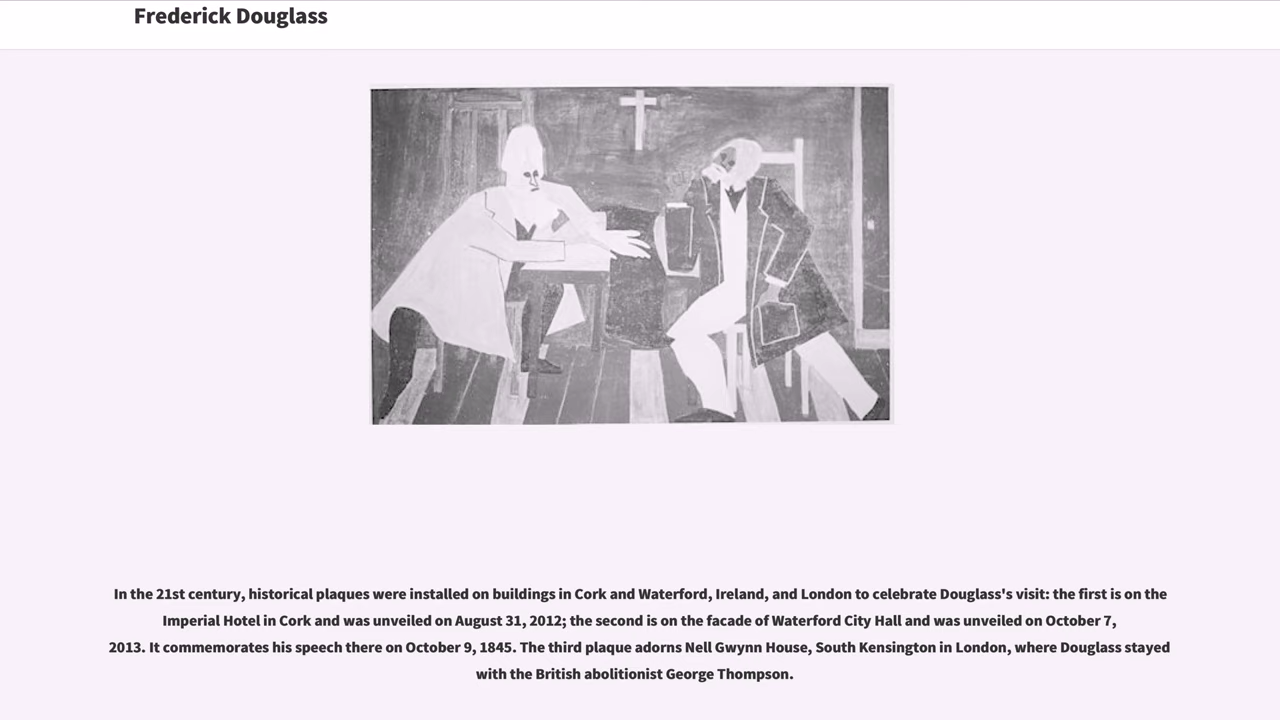 Frederick Douglass
In the 21st century, historical plaques were installed on buildings in Cork and Waterford, Ireland, and London to celebrate Douglass's visit: the first is on the
Imperial Hotel in Cork and was unveiled on August 31, 2012; the second is on the facade of Waterford City Hall and was unveiled on October 7,
2013. It commemorates his speech there on October 9, 1845. The third plaque adorns Nell Gwynn House, South Kensington in London, where Douglass stayed
with the British abolitionist George Thompson.